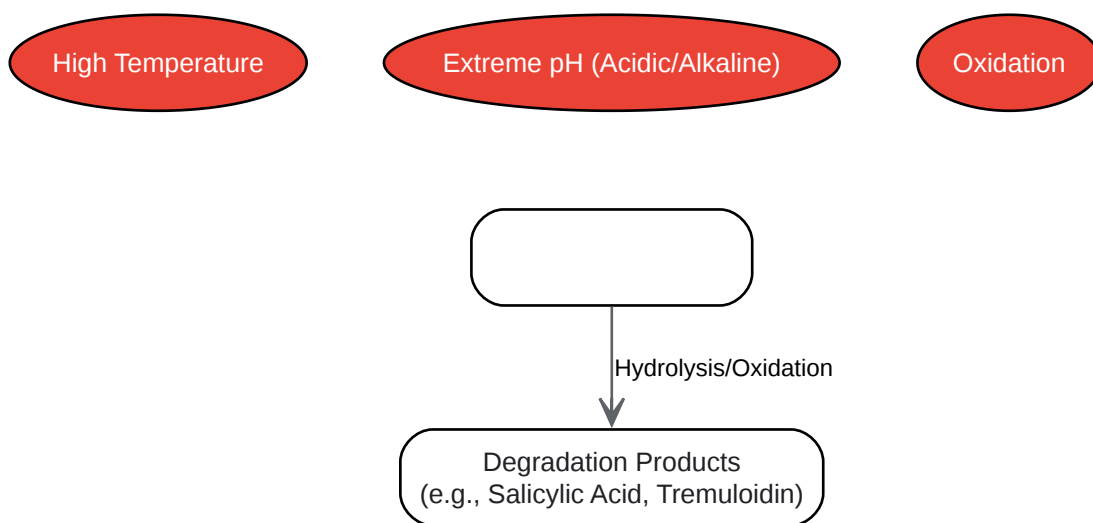 High Temperature
Extreme pH (Acidic/Alkaline)
Oxidation
Hydrolysis/Oxidation
Degradation Products
(e.g., Salicylic Acid, Tremuloidin)